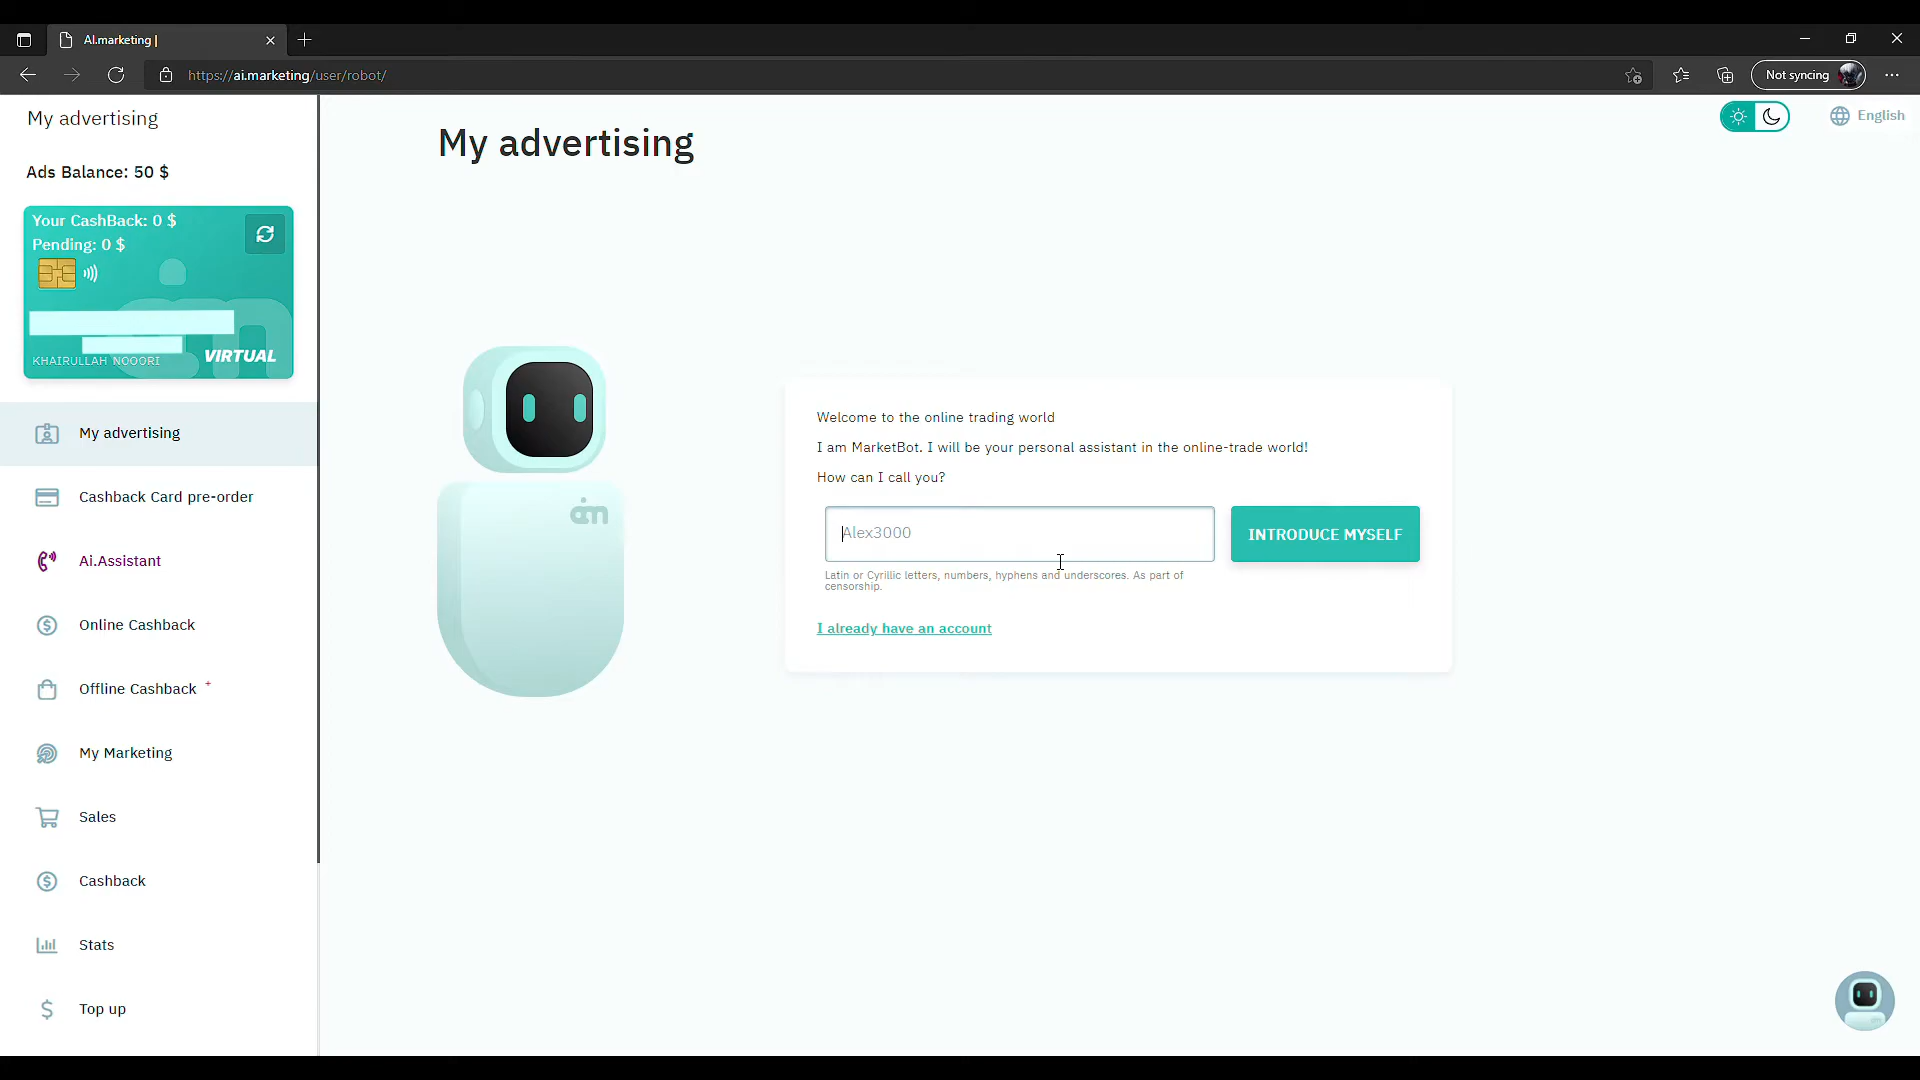 AI.marketing |
https://ai.marketing/user/robot/
Not syncing
My advertising
Ads Balance: 50 $
Your CashBack: 0 $
Pending: 0 $
KHAIRULLAH NOOORI
VIRTUAL
My advertising
Cashback Card pre-order
Ai.Assistant
Online Cashback
Offline Cashback +
My Marketing
Sales
Cashback
Stats
Top up
My advertising
English
am
Welcome to the online trading world
I am MarketBot. I will be your personal assistant in the online-trade world!
How can I call you?
Alex3000
INTRODUCE MYSELF
Latin or Cyrillic letters, numbers, hyphens and underscores. As part of
censorship.
I already have an account